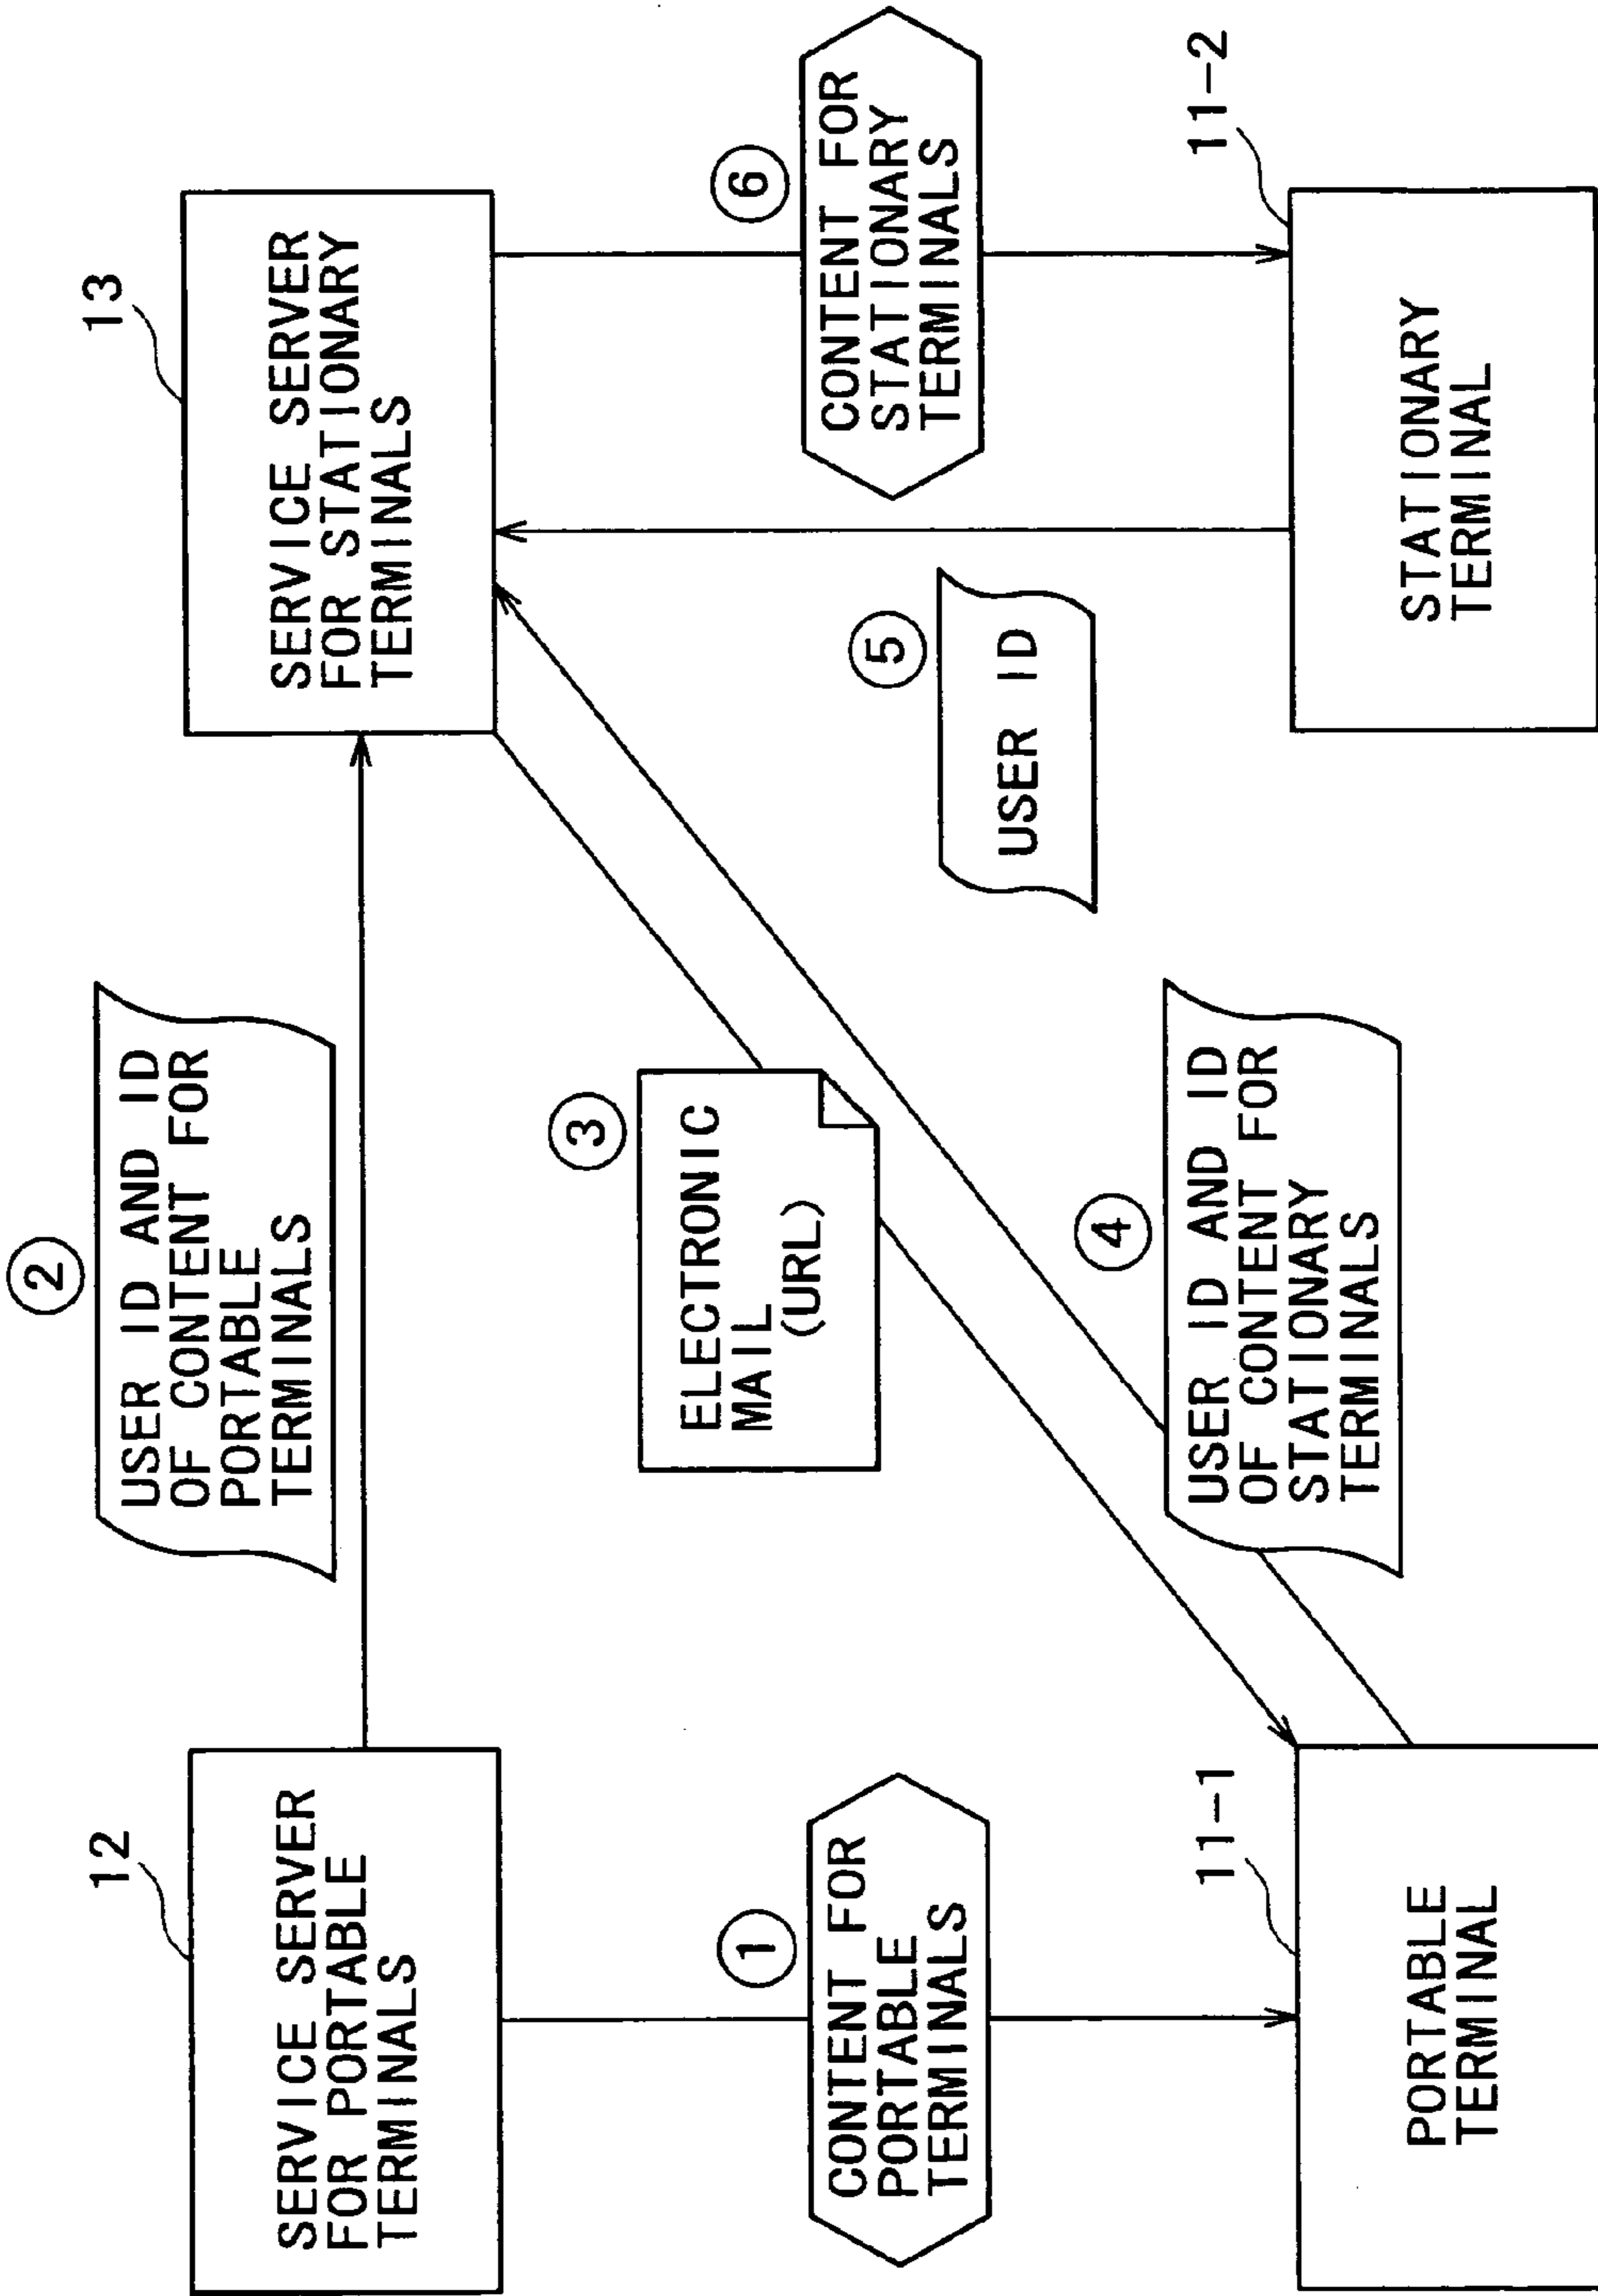 12
SERVICE SERVER
FOR PORTABLE
TERMINALS
2
USER ID AND ID
OF CONTENT FOR
PORTABLE
TERMINALS
13
SERVICE SERVER
FOR STATIONARY
TERMINALS
1
CONTENT FOR
PORTABLE
TERMINALS
3
ELECTRONIC
MAIL
(URL)
4
USER ID AND ID
OF CONTENT FOR
STATIONARY
TERMINALS
5
USER ID
6
CONTENT FOR
STATIONARY
TERMINALS
11-1
PORTABLE
TERMINAL
11-2
STATIONARY
TERMINAL